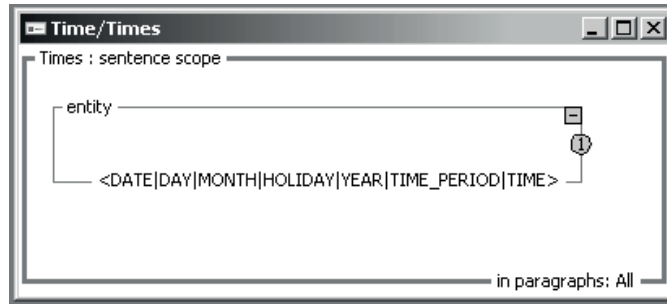 Time/Times
Times : sentence scope
entity
1
<DATE|DAY|MONTH|HOLIDAY|YEAR|TIME_PERIOD|TIME>
in paragraphs: All